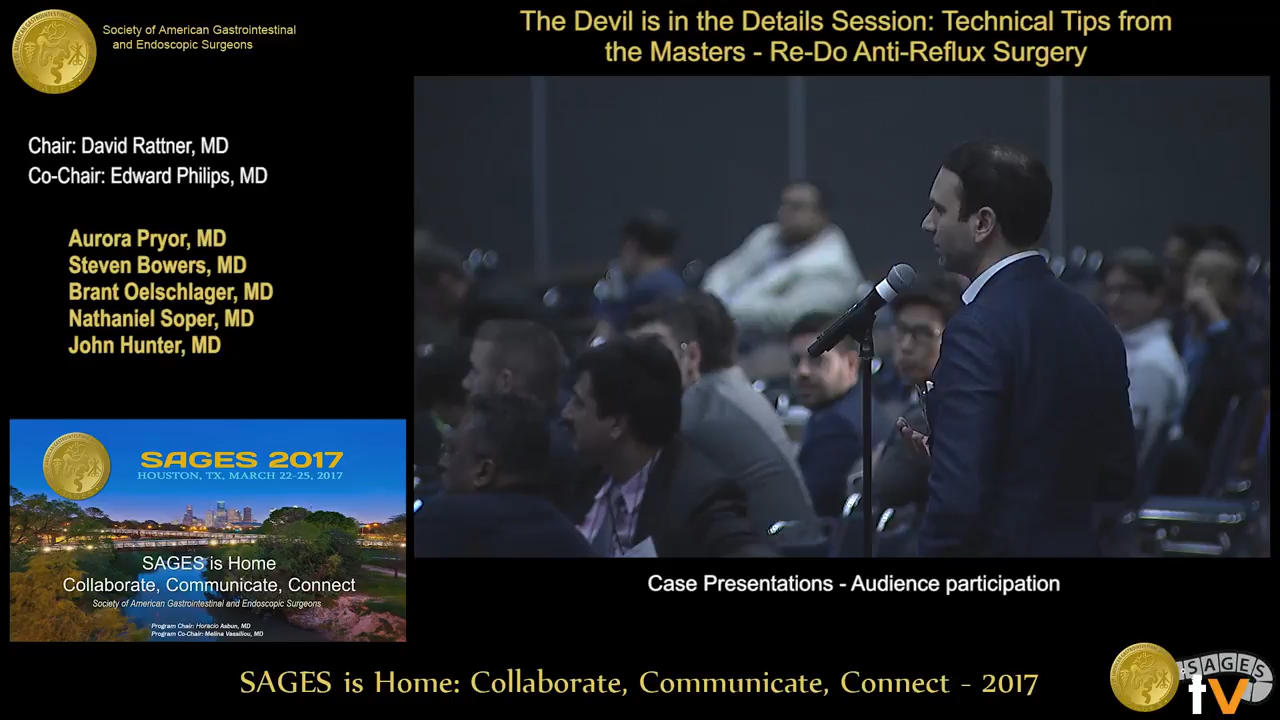 Society of American Gastrointestinal
and Endoscopic Surgeons
The Devil is in the Details Session: Technical Tips from
the Masters - Re-Do Anti-Reflux Surgery
Chair: David Rattner, MD
Co-Chair: Edward Philips, MD
Aurora Pryor, MD
Steven Bowers, MD
Brant Oelschlager, MD
Nathaniel Soper, MD
John Hunter, MD
SAGES 2017
HOUSTON, TX, MARCH 22-25, 2017
SAGES is Home
Collaborate, Communicate, Connect
Society of American Gastrointestinal and Endoscopic Surgeons
Program Chair: Horacio Asbun, MD
Program Co-Chair: Melina Vassiliou, MD
Case Presentations - Audience participation
SAGES is Home: Collaborate, Communicate, Connect - 2017
SAGES
tv